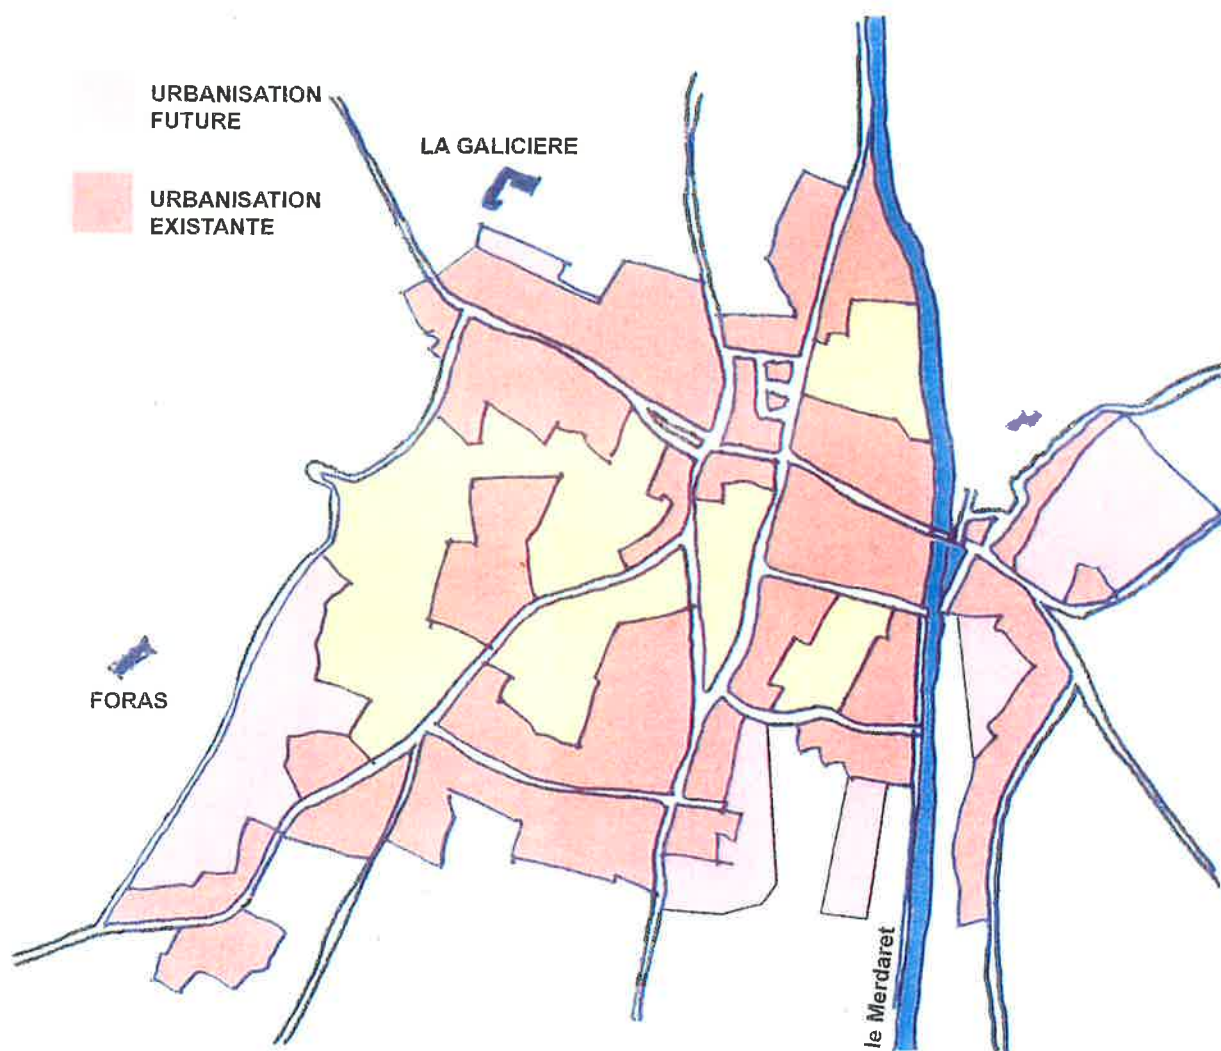 URBANISATION
FUTURE
LA GALICIERE
URBANISATION
EXISTANTE
FORAS
le Merdaret